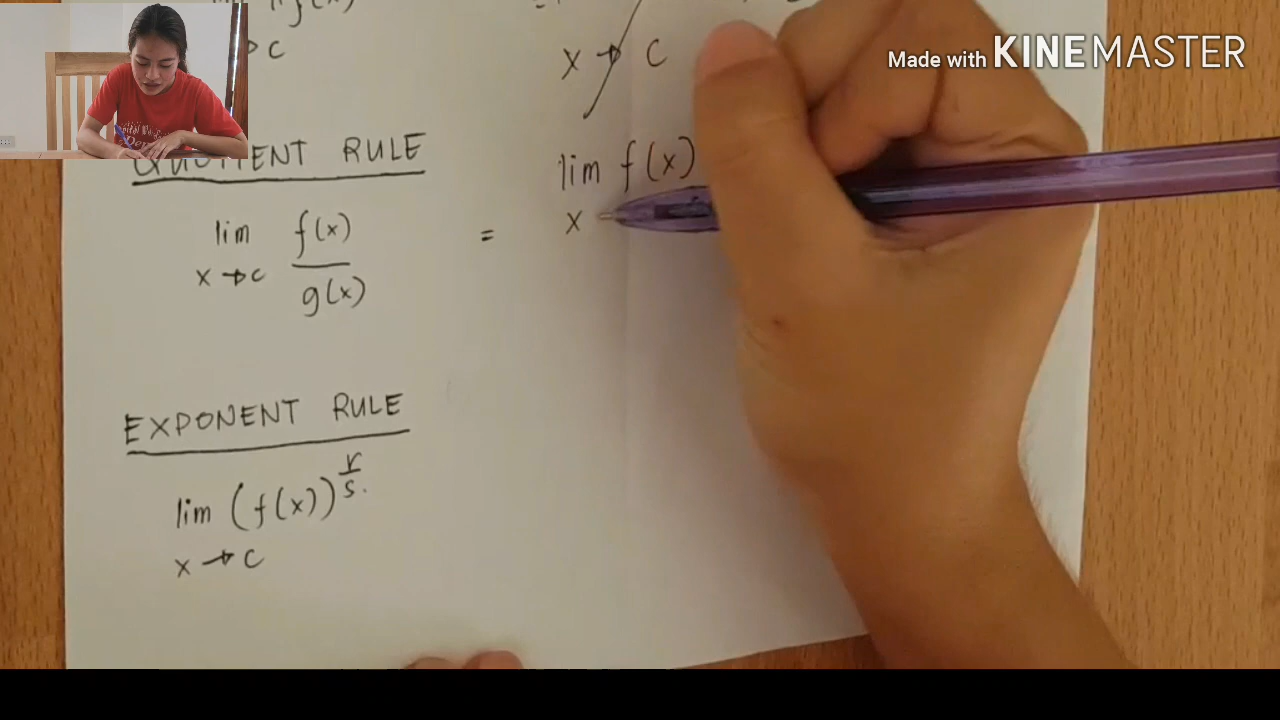 x → c
→ c
Made with KINEMASTER
QUOTIENT RULE
lim f(x)
x
lim f(x)
x → c g(x)
=
EXPONENT RULE
lim (f(x))^r/s.
x → c